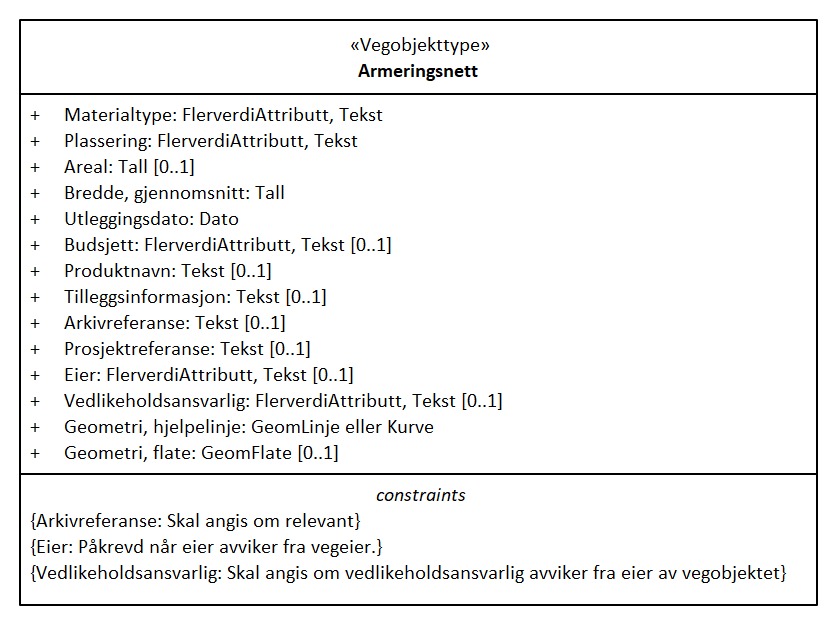 «Vegobjekttype»
Armeringsnett
+ Materialtype: FlerverdiAttributt, Tekst
+ Plassering: FlerverdiAttributt, Tekst
+ Areal: Tall [0..1]
+ Bredde, gjennomsnitt: Tall
+ Utleggingsdato: Dato
+ Budsjett: FlerverdiAttributt, Tekst [0..1]
+ Produktnavn: Tekst [0..1]
+ Tilleggsinformasjon: Tekst [0..1]
+ Arkivreferanse: Tekst [0..1]
+ Prosjektreferanse: Tekst [0..1]
+ Eier: FlerverdiAttributt, Tekst [0..1]
+ Vedlikeholdsansvarlig: FlerverdiAttributt, Tekst [0..1]
+ Geometri, hjelpelinje: GeomLinje eller Kurve
+ Geometri, flate: GeomFlate [0..1]
constraints
{Arkivreferanse: Skal angis om relevant}
{Eier: Påkrevd når eier avviker fra vegeier.}
{Vedlikeholdsansvarlig: Skal angis om vedlikeholdsansvarlig avviker fra eier av vegobjektet}